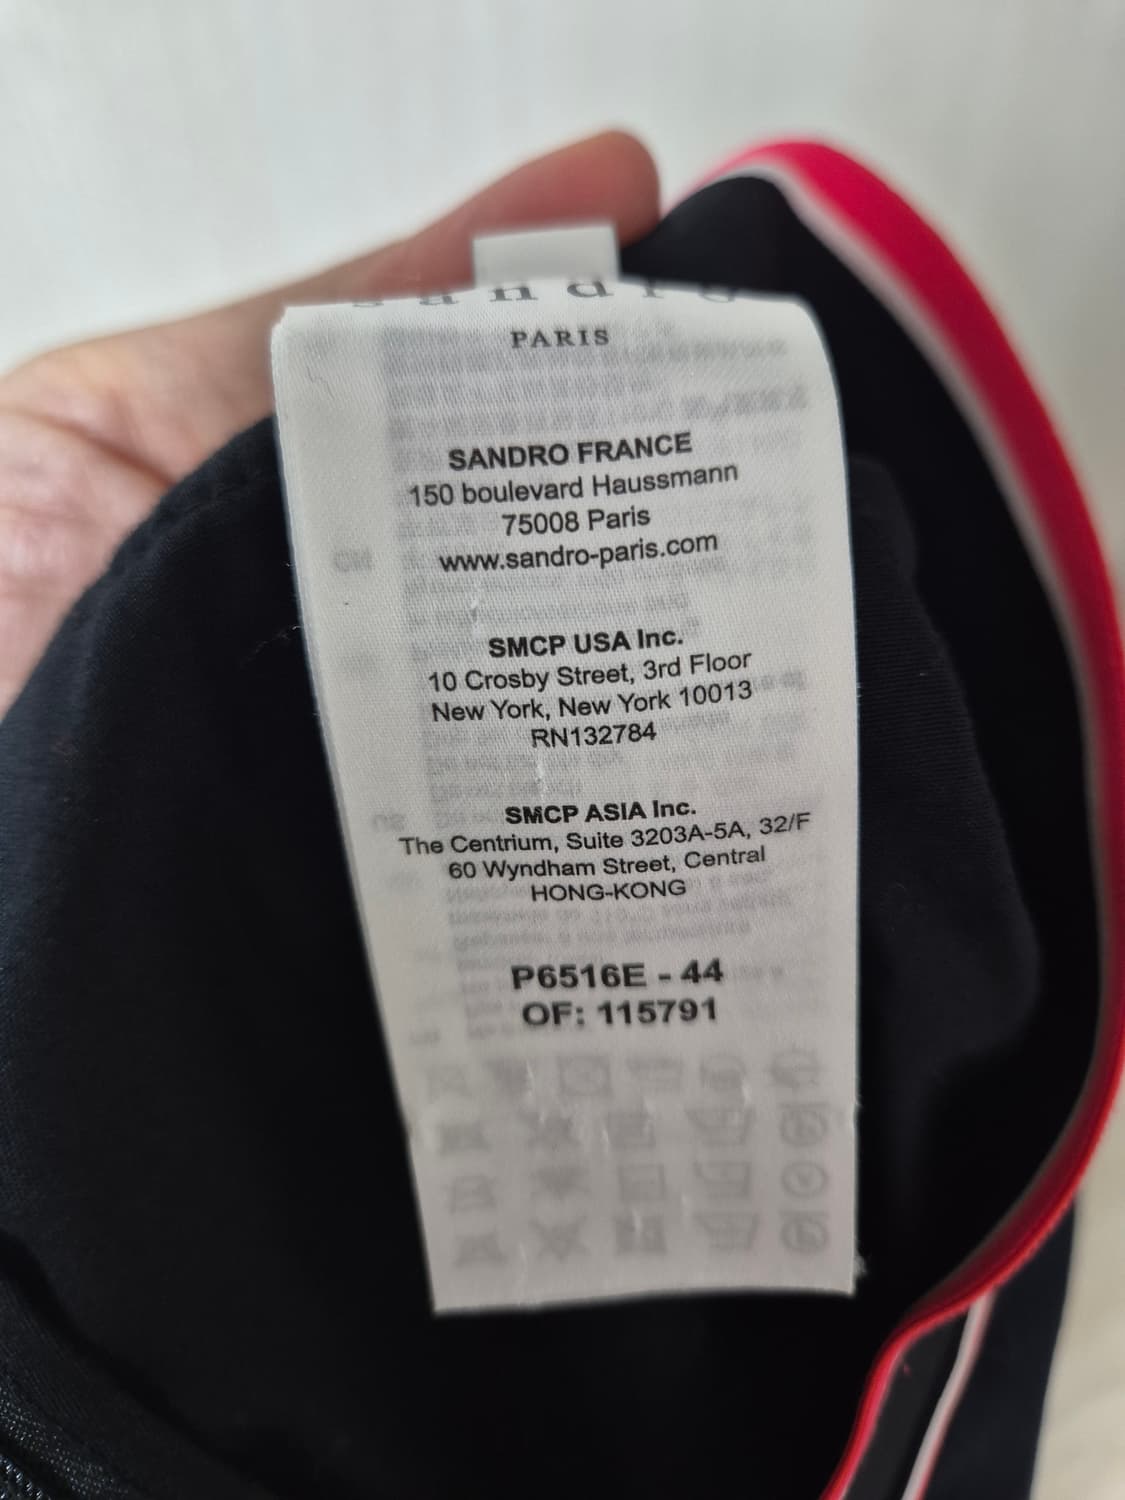 sandro
PARIS
SANDRO FRANCE
150 boulevard Haussmann
75008 Paris
www.sandro-paris.com
SMCP USA Inc.
10 Crosby Street, 3rd Floor
New York, New York 10013
RN132784
SMCP ASIA Inc.
The Centrium, Suite 3203A-5A, 32/F
60 Wyndham Street, Central
HONG-KONG
P6516E - 44
OF: 115791